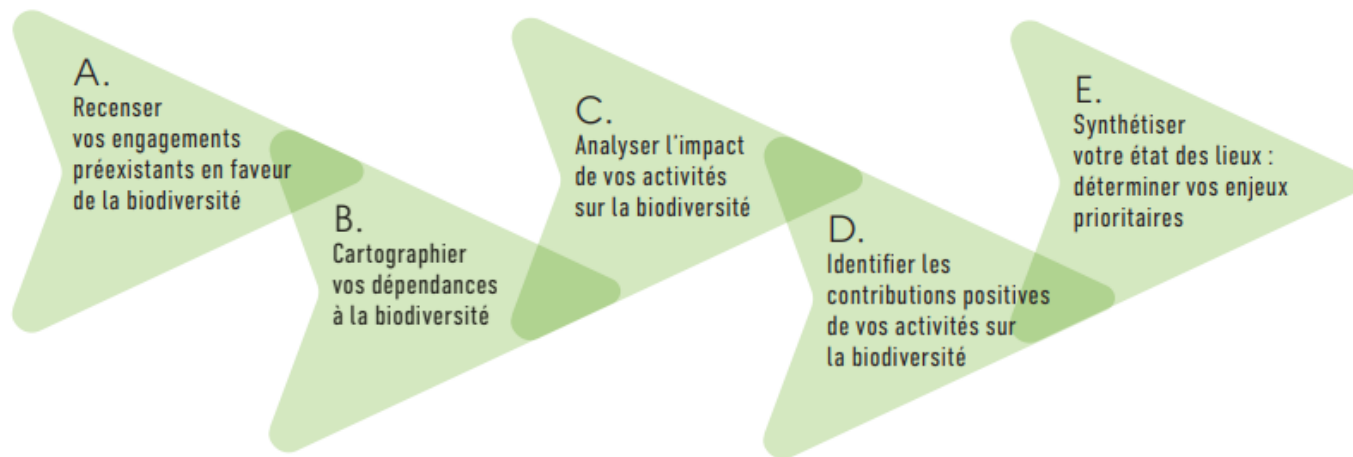 A.
Recenser
vos engagements
préexistants en faveur
de la biodiversité
B.
Cartographier
vos dépendances
à la biodiversité
C.
Analyser l’impact
de vos activités
sur la biodiversité
D.
Identifier les
contributions positives
de vos activités sur
la biodiversité
E.
Synthétiser
votre état des lieux :
déterminer vos enjeux
prioritaires